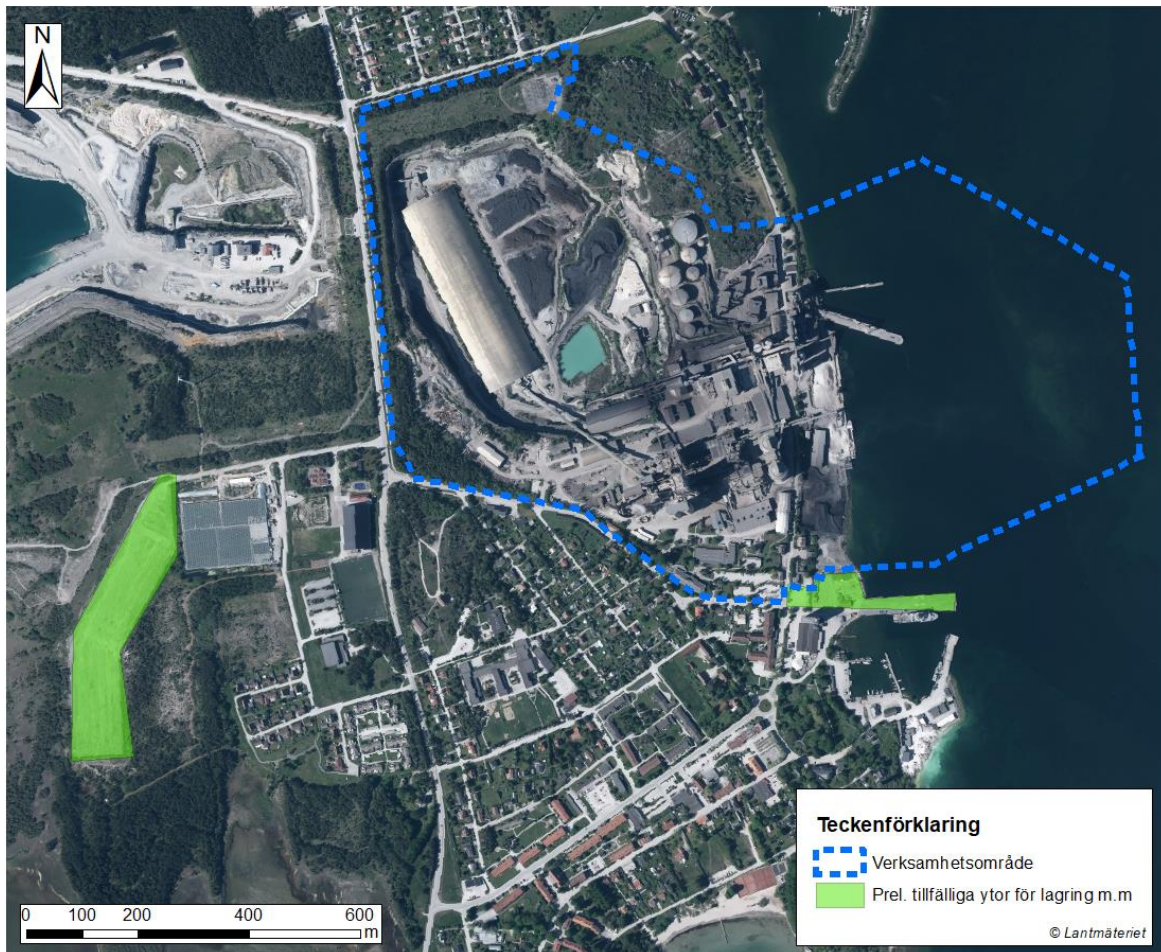 N
Teckenförklaring
Verksamhetsområde
Prel. tillfälliga ytor för lagring m.m
© Lantmäteriet
0 100 200 400 600
m